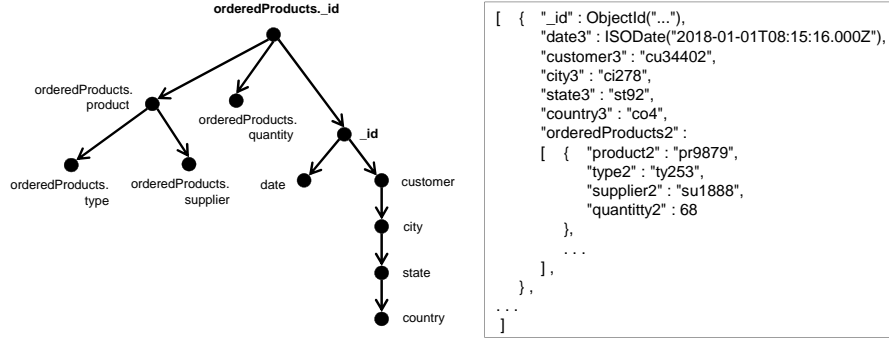 orderedProducts._id
orderedProducts.
product
orderedProducts.
quantity
_id
orderedProducts.
type
orderedProducts.
supplier
date
customer
city
state
country
[ { "_id" : ObjectId("..."),
"date3" : ISODate("2018-01-01T08:15:16.000Z"),
"customer3" : "cu34402",
"city3" : "ci278",
"state3" : "st92",
"country3" : "co4",
"orderedProducts2" :
[ { "product2" : "pr9879",
"type2" : "ty253",
"supplier2" : "su1888",
"quantitty2" : 68
},
. . .
] ,
} ,
. . .
]